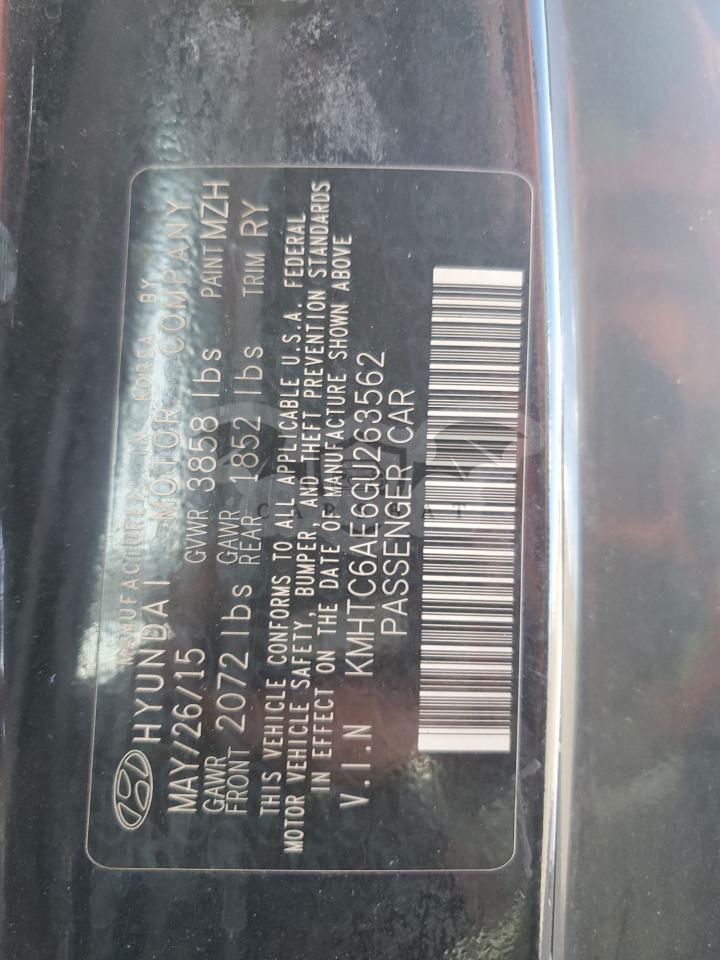 MANUFACTURED IN KOREA BY
HYUNDAI MOTOR COMPANY
MAY/26/15 GVWR 3858 lbs PAINT MZH
GAWR FRONT 2072 lbs GAWR REAR 1852 lbs TRIM RY
THIS VEHICLE CONFORMS TO ALL APPLICABLE U.S.A. FEDERAL
MOTOR VEHICLE SAFETY, BUMPER, AND THEFT PREVENTION STANDARDS
IN EFFECT ON THE DATE OF MANUFACTURE SHOWN ABOVE
V.I.N KMHTC6AE6GU263562
PASSENGER CAR